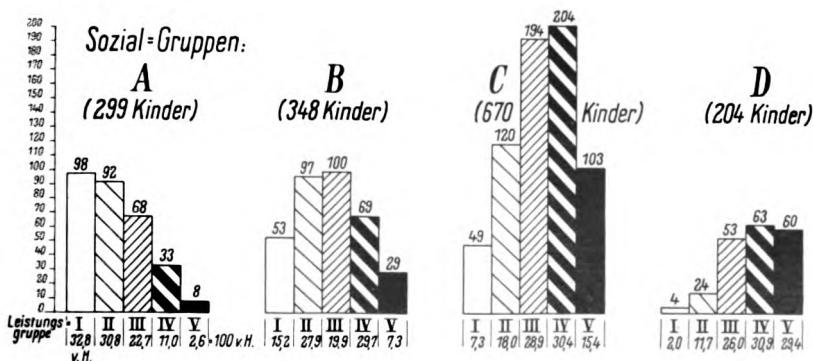 200
190
180
170
160
150
140
130
120
110
100
90
80
70
60
50
40
30
20
10
0
Sozial=Gruppen:
A
(299 Kinder)
98
92
68
33
8
B
(348 Kinder)
53
97
100
69
29
C
(670 Kinder)
49
120
194
204
103
D
(204 Kinder)
4
24
53
63
60
Leistungs=gruppe
I II III IV V
I II III IV V
I II III IV V
I II III IV V
32,8 v.H. 30,8 22,7 11,0 2,6 =100 v.H.
15,2 27,9 19,9 29,7 7,3
7,3 18,0 28,9 30,4 15,4
2,0 11,7 26,0 30,9 29,4